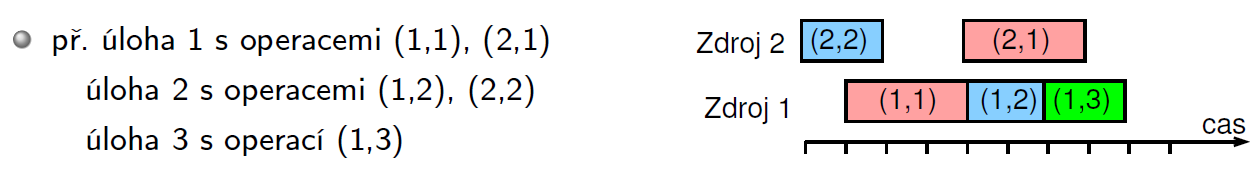 př. úloha 1 s operacemi (1,1), (2,1)
úloha 2 s operacemi (1,2), (2,2)
úloha 3 s operací (1,3)
Zdroj 2 (2,2) (2,1)
Zdroj 1 (1,1) (1,2) (1,3)
cas